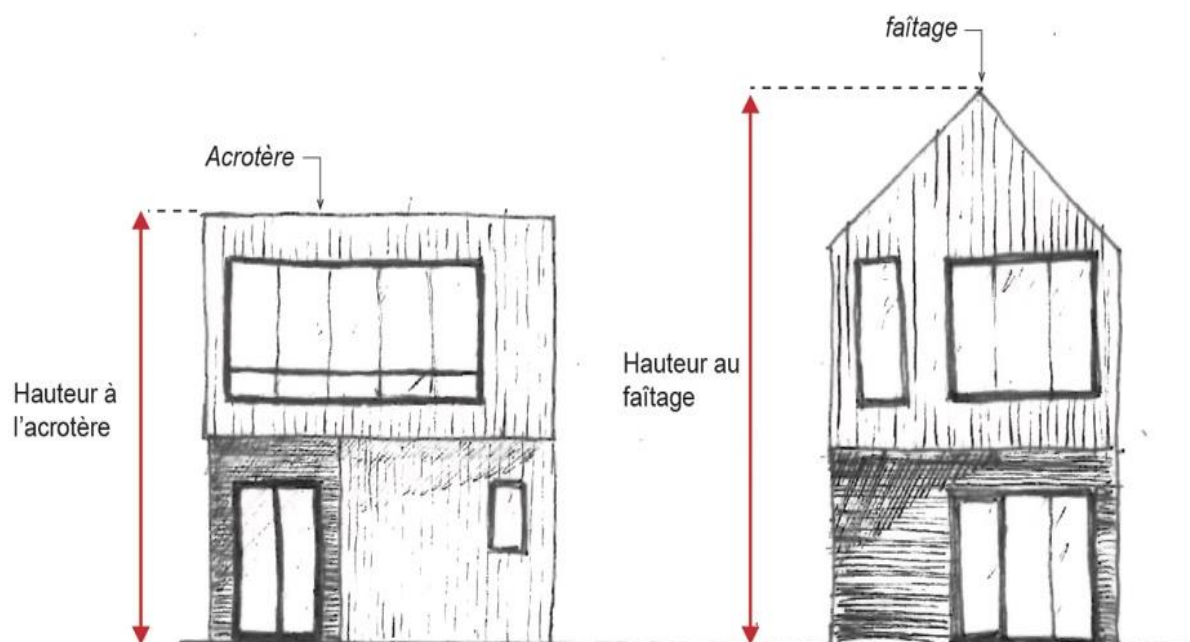 faîtage
Acrotère
Hauteur à
l'acrotère
Hauteur au
faîtage